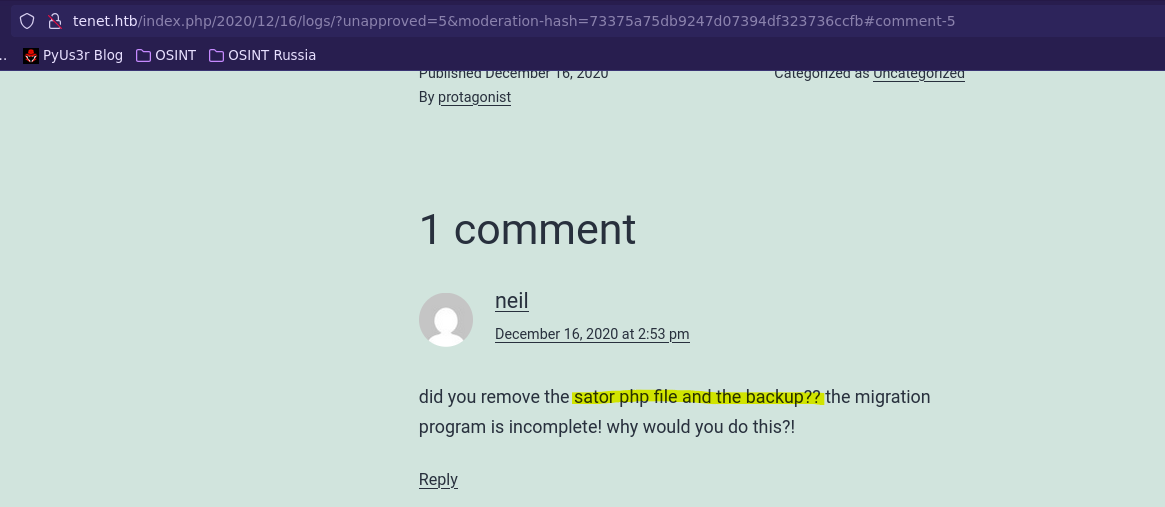 tenet.htb/index.php/2020/12/16/logs/?unapproved=5&moderation-hash=73375a75db9247d07394df323736ccfb#comment-5
.. PyUs3r Blog OSINT OSINT Russia
Published December 16, 2020 Categorized as Uncategorized
By protagonist
1 comment
neil
December 16, 2020 at 2:53 pm
did you remove the sator php file and the backup?? the migration
program is incomplete! why would you do this?!
Reply